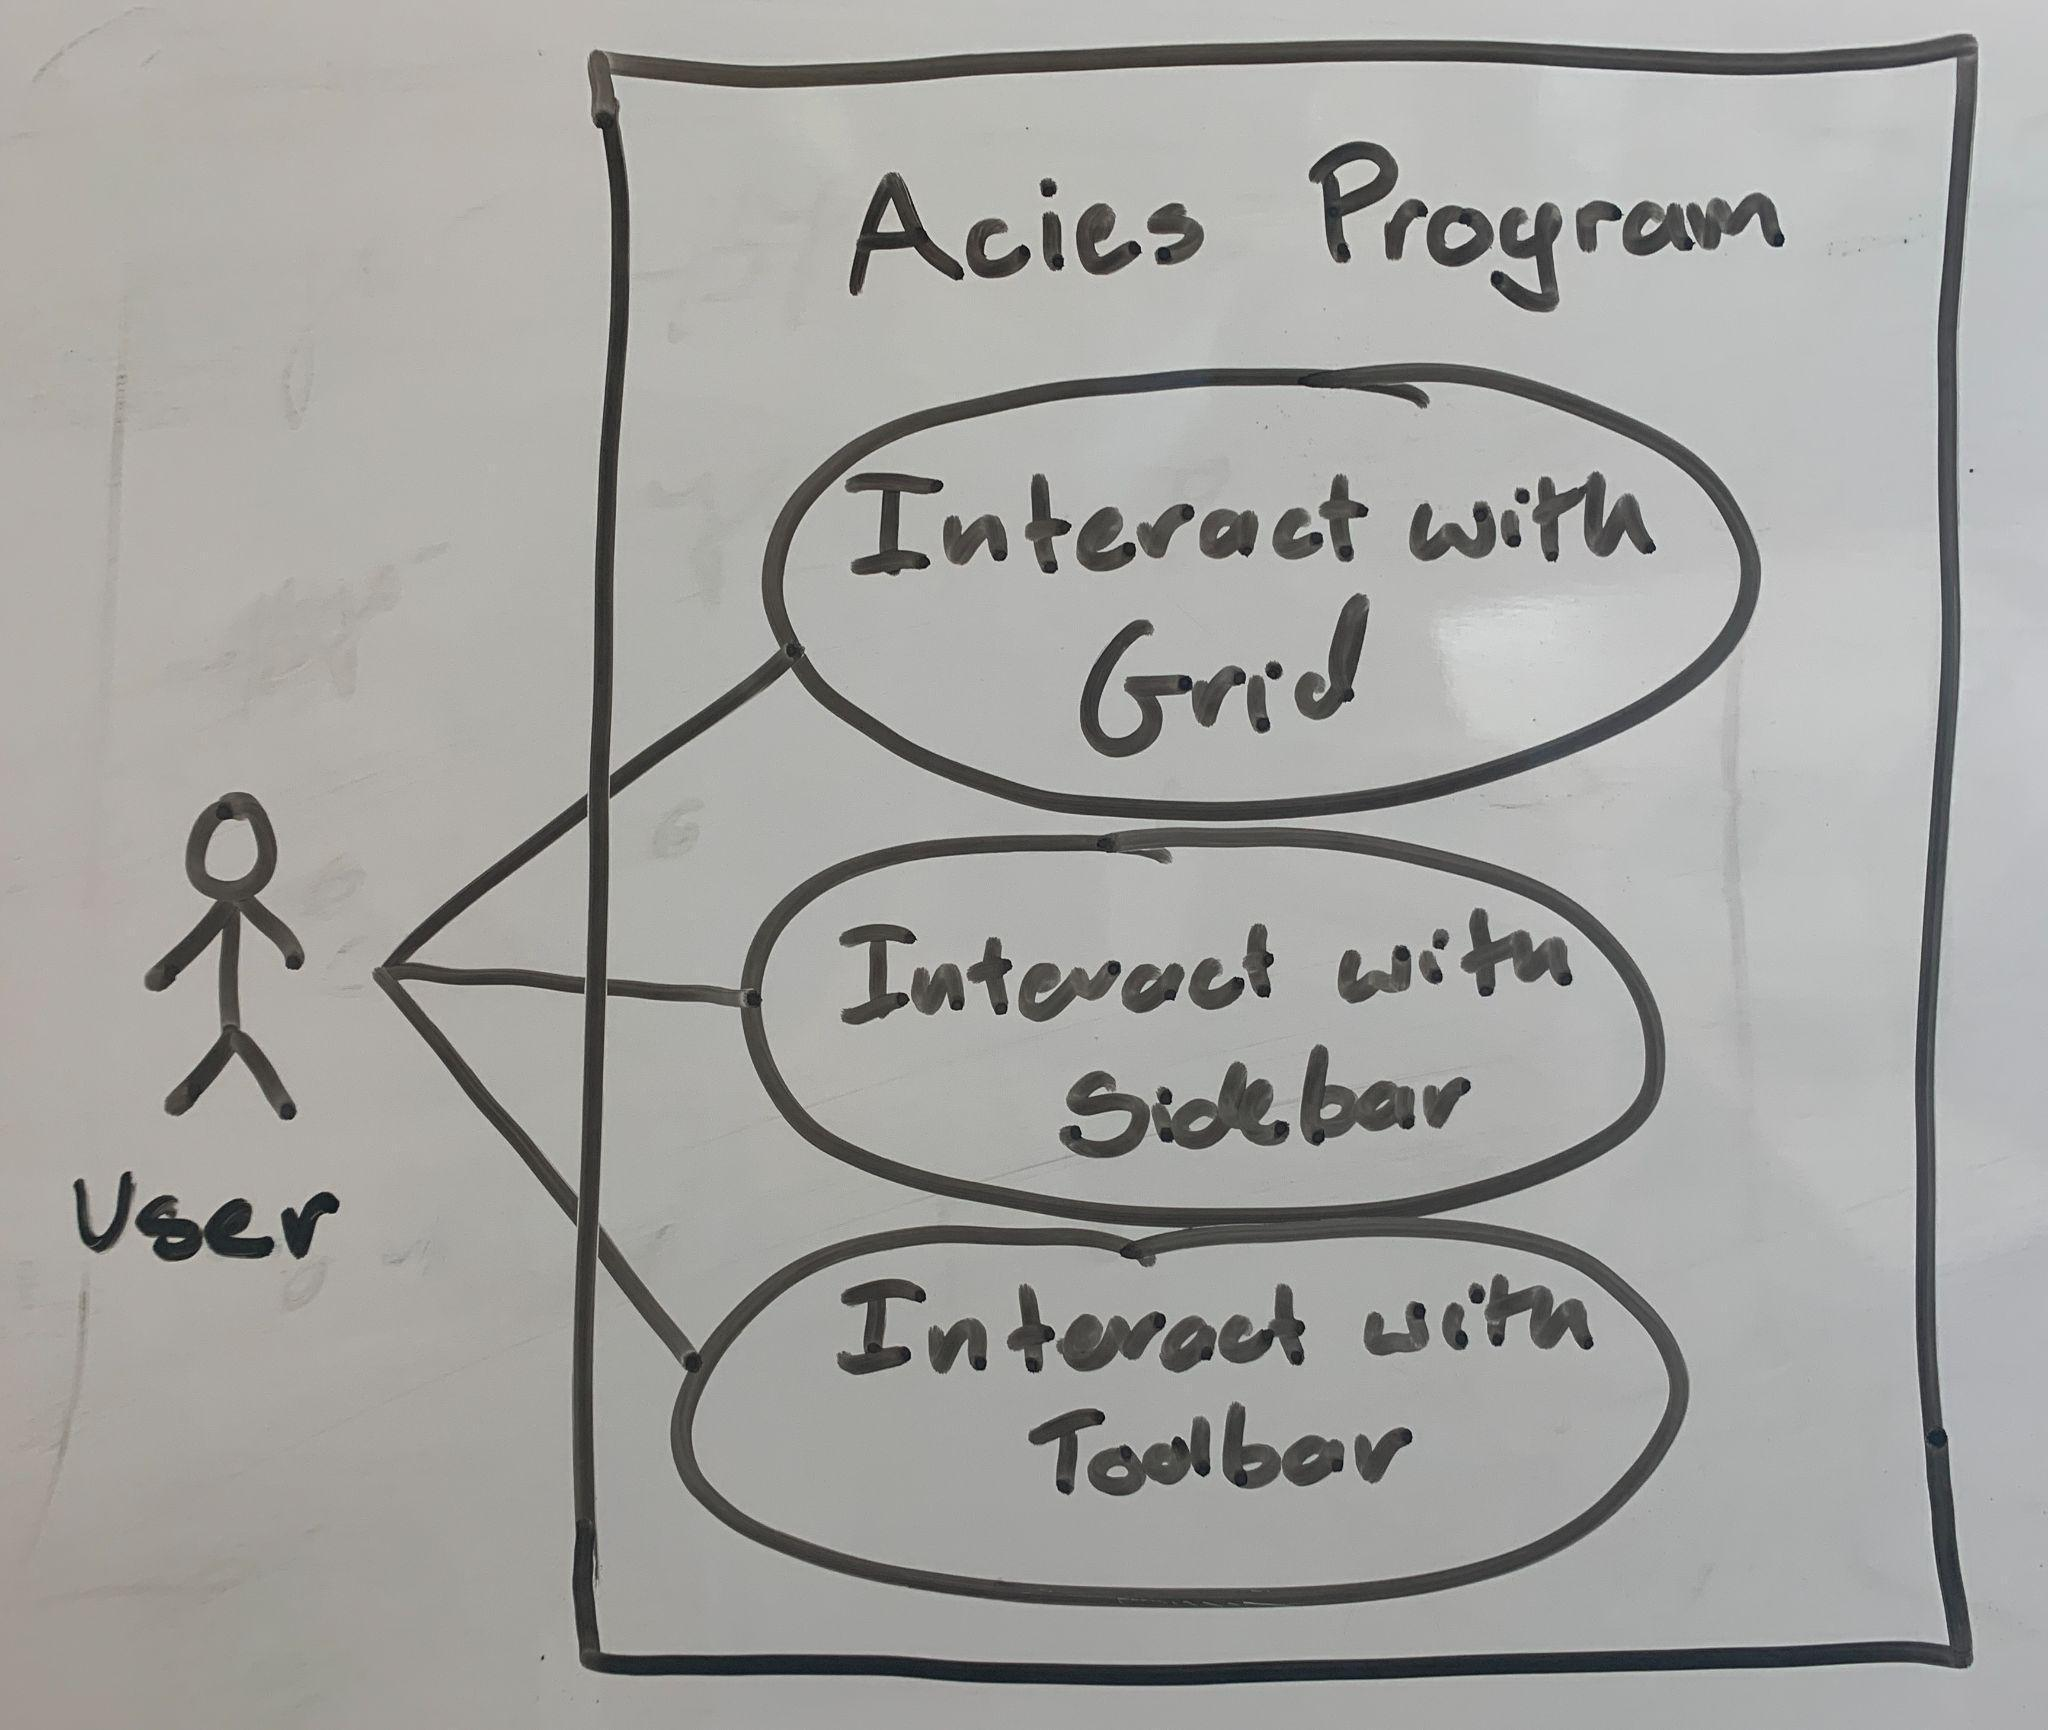 Acies Program
Interact with
Grid
Interact with
Sidebar
User
Interact with
Toolbar